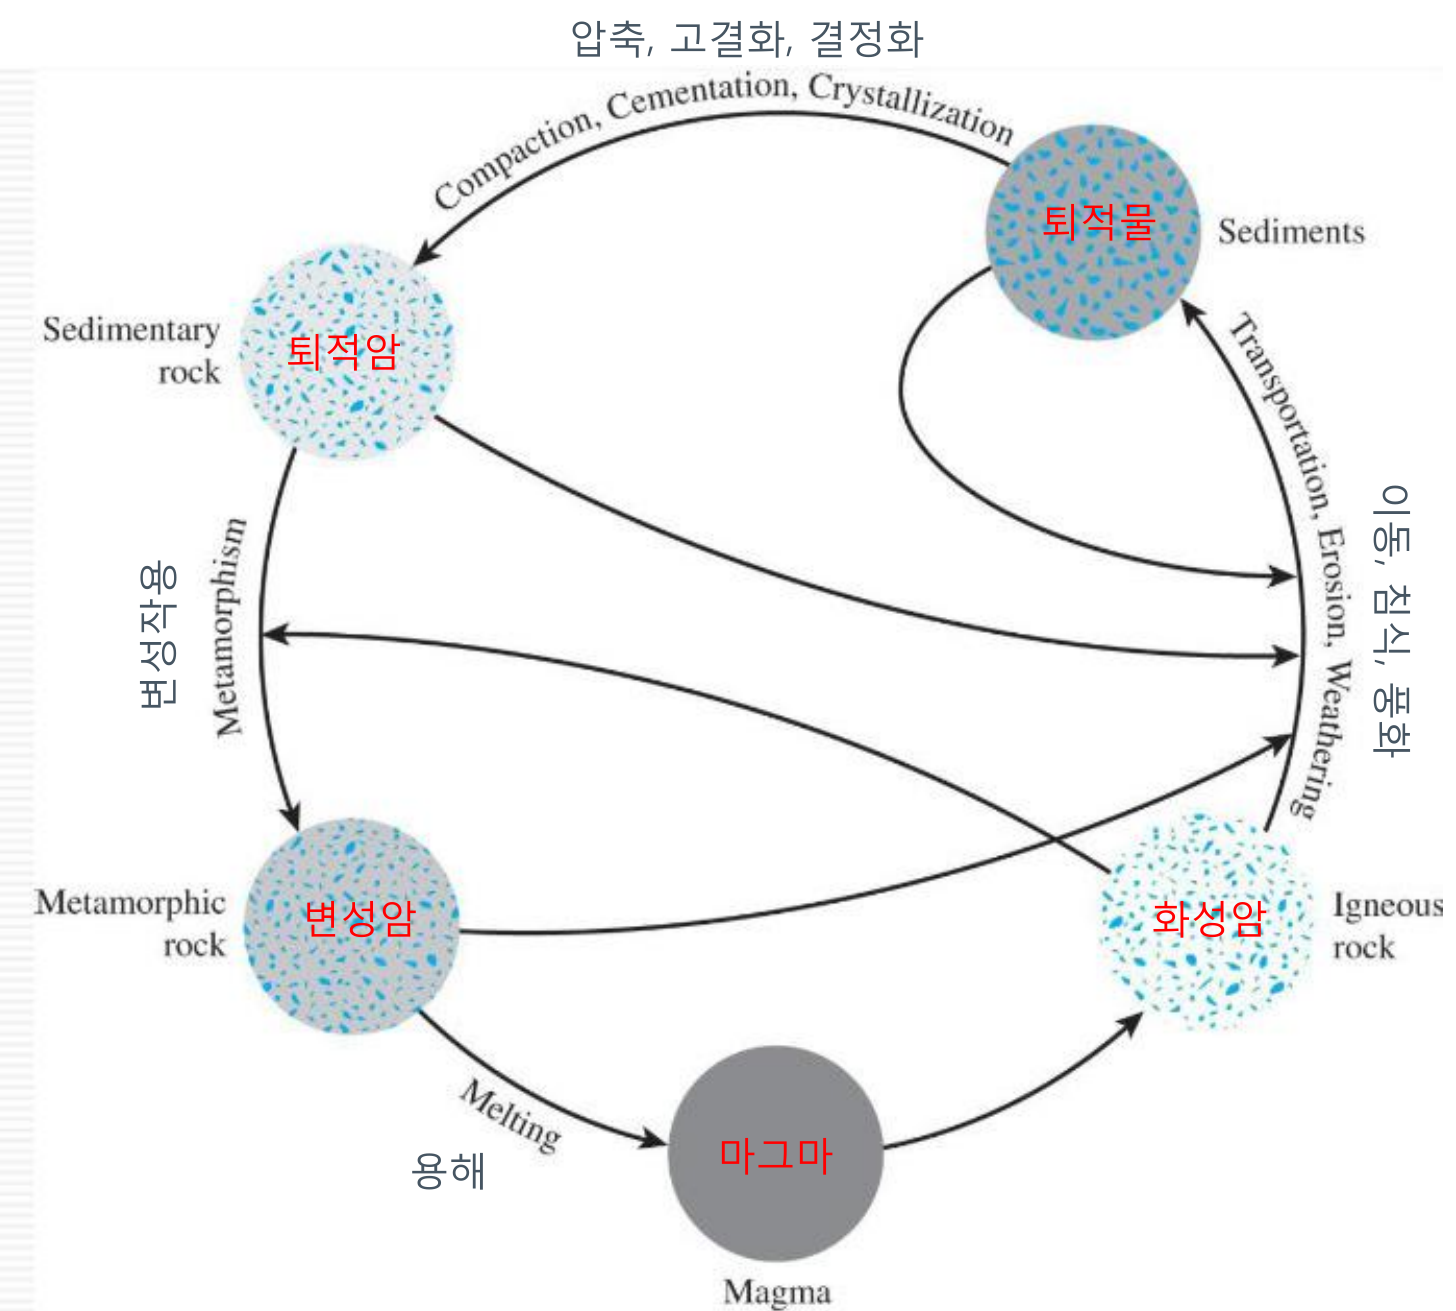 압축, 고결화, 결정화
Compaction, Cementation, Crystallization
퇴적물
Sediments
Sedimentary
rock
퇴적암
Transportation, Erosion, Weathering
이동, 침식, 풍화
변성작용
Metamorphism
Metamorphic
rock
변성암
화성암
Igneous
rock
Melting
용해
마그마
Magma